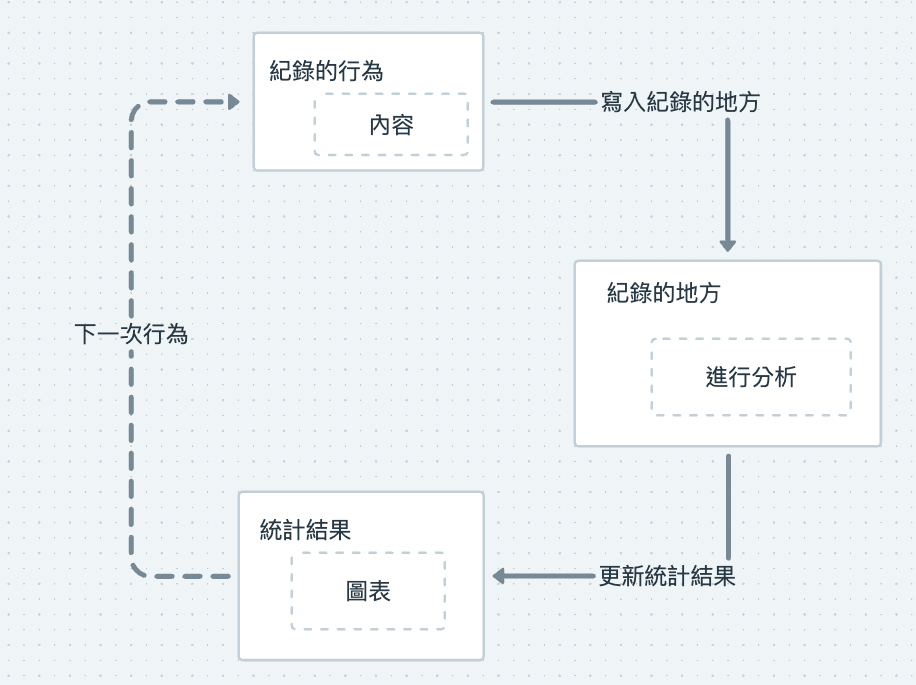 紀錄的行為
內容
寫入紀錄的地方
紀錄的地方
進行分析
更新統計結果
統計結果
圖表
下一次行為